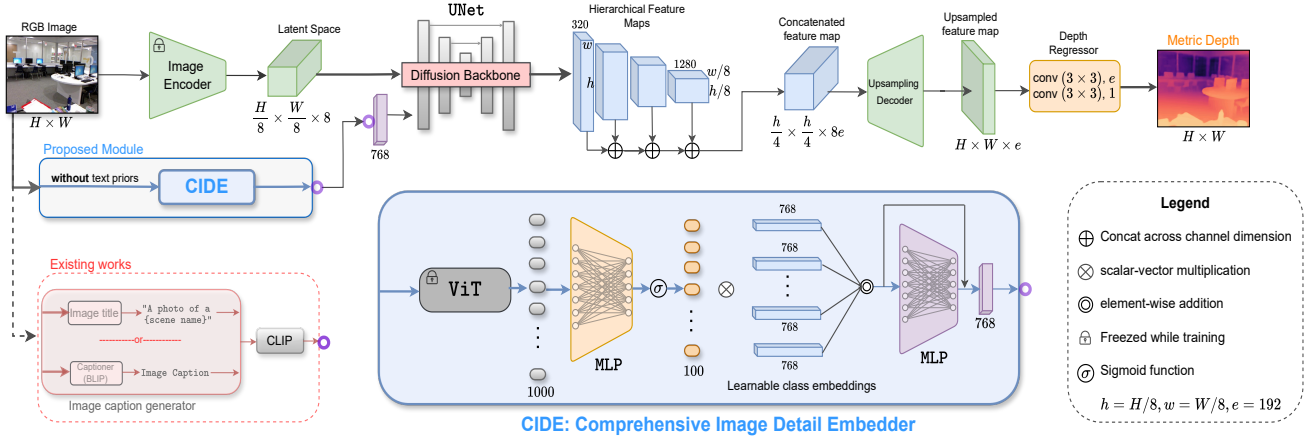 RGB Image
H × W
Image
Encoder
Latent Space
H/8 × W/8 × 8
UNet
Diffusion Backbone
768
Hierarchical Feature
Maps
320
w
h
1280
w/8
h/8
Concatenated
feature map
h/4 × h/4 × 8e
Upsampling
Decoder
Upsampled
feature map
H × W × e
Depth
Regressor
conv (3 × 3), e
conv (3 × 3), 1
Metric Depth
H × W
Proposed Module
without text priors
CIDE
Existing works
Image title
"A photo of a
{scene name}"
or
Captioner
(BLIP)
Image Caption
Image caption generator
CLIP
ViT
1000
MLP
σ
100
768
768
768
768
Learnable class embeddings
MLP
768
CIDE: Comprehensive Image Detail Embedder
Legend
Concat across channel dimension
scalar-vector multiplication
element-wise addition
Freezed while training
σ Sigmoid function
h = H/8, w = W/8, e = 192